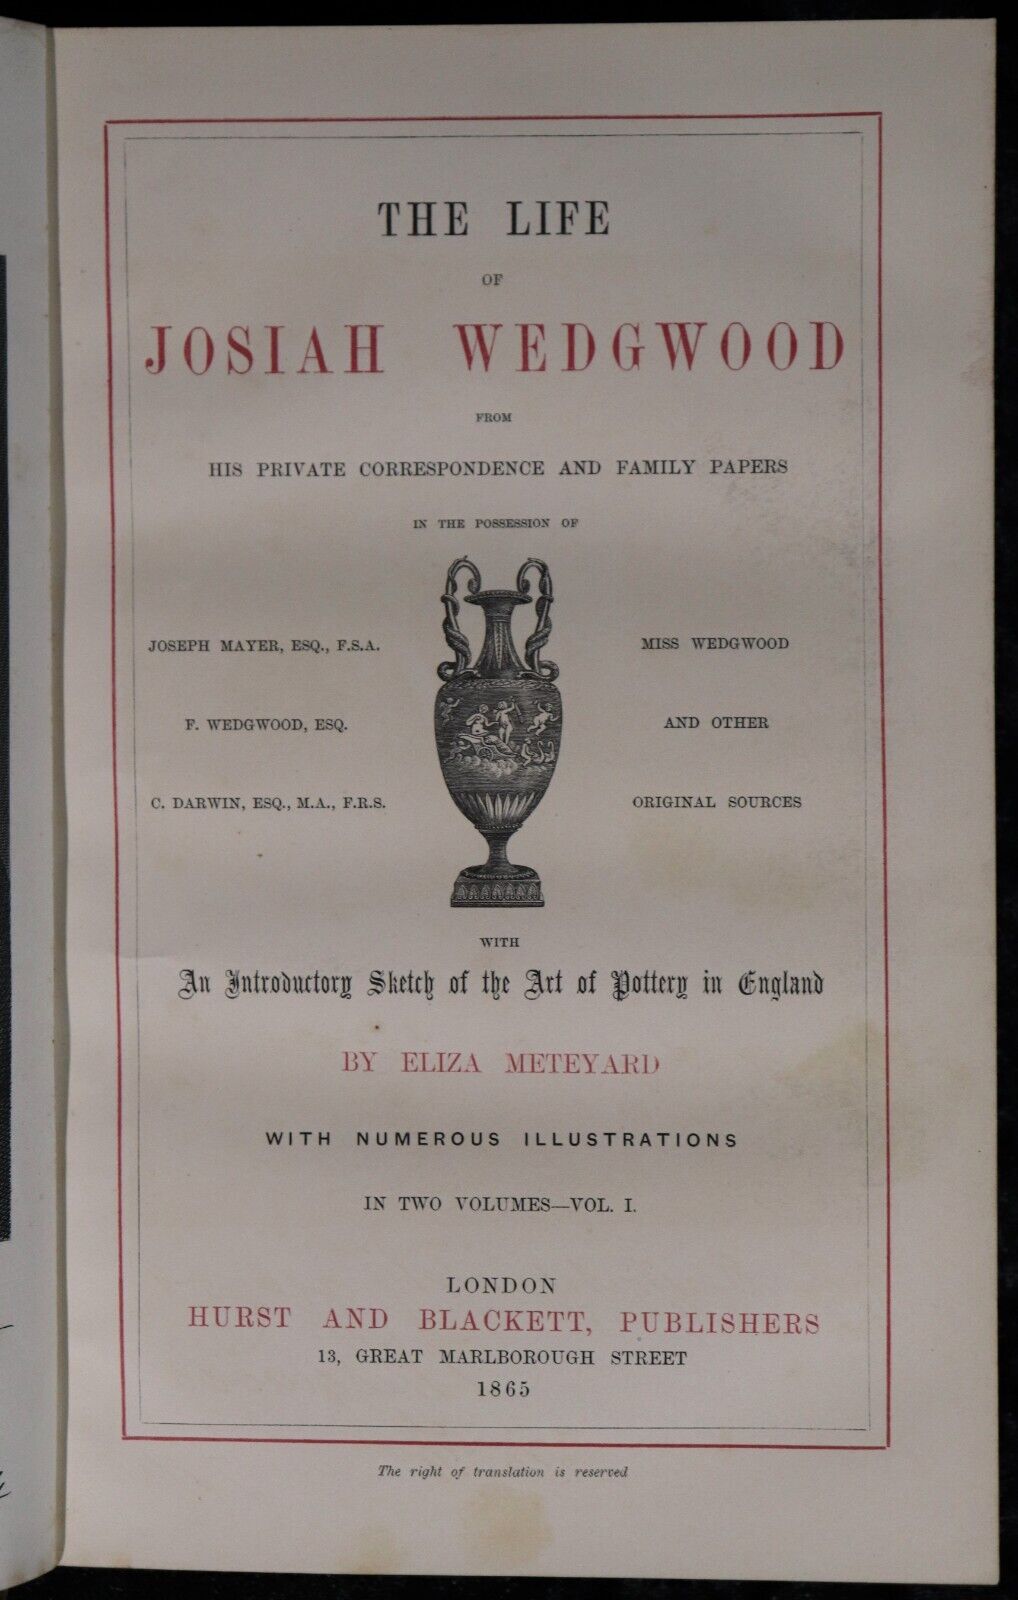 THE LIFE
OF
JOSIAH WEDGWOOD
FROM
HIS PRIVATE CORRESPONDENCE AND FAMILY PAPERS
IN THE POSSESSION OF
JOSEPH MAYER, ESQ., F.S.A.
F. WEDGWOOD, ESQ.
C. DARWIN, ESQ., M.A., F.R.S.
MISS WEDGWOOD
AND OTHER
ORIGINAL SOURCES
WITH
An Introductory Sketch of the Art of Pottery in England
BY ELIZA METEYARD
WITH NUMEROUS ILLUSTRATIONS
IN TWO VOLUMES—VOL. I.
LONDON
HURST AND BLACKETT, PUBLISHERS
13, GREAT MARLBOROUGH STREET
1865
The right of translation is reserved